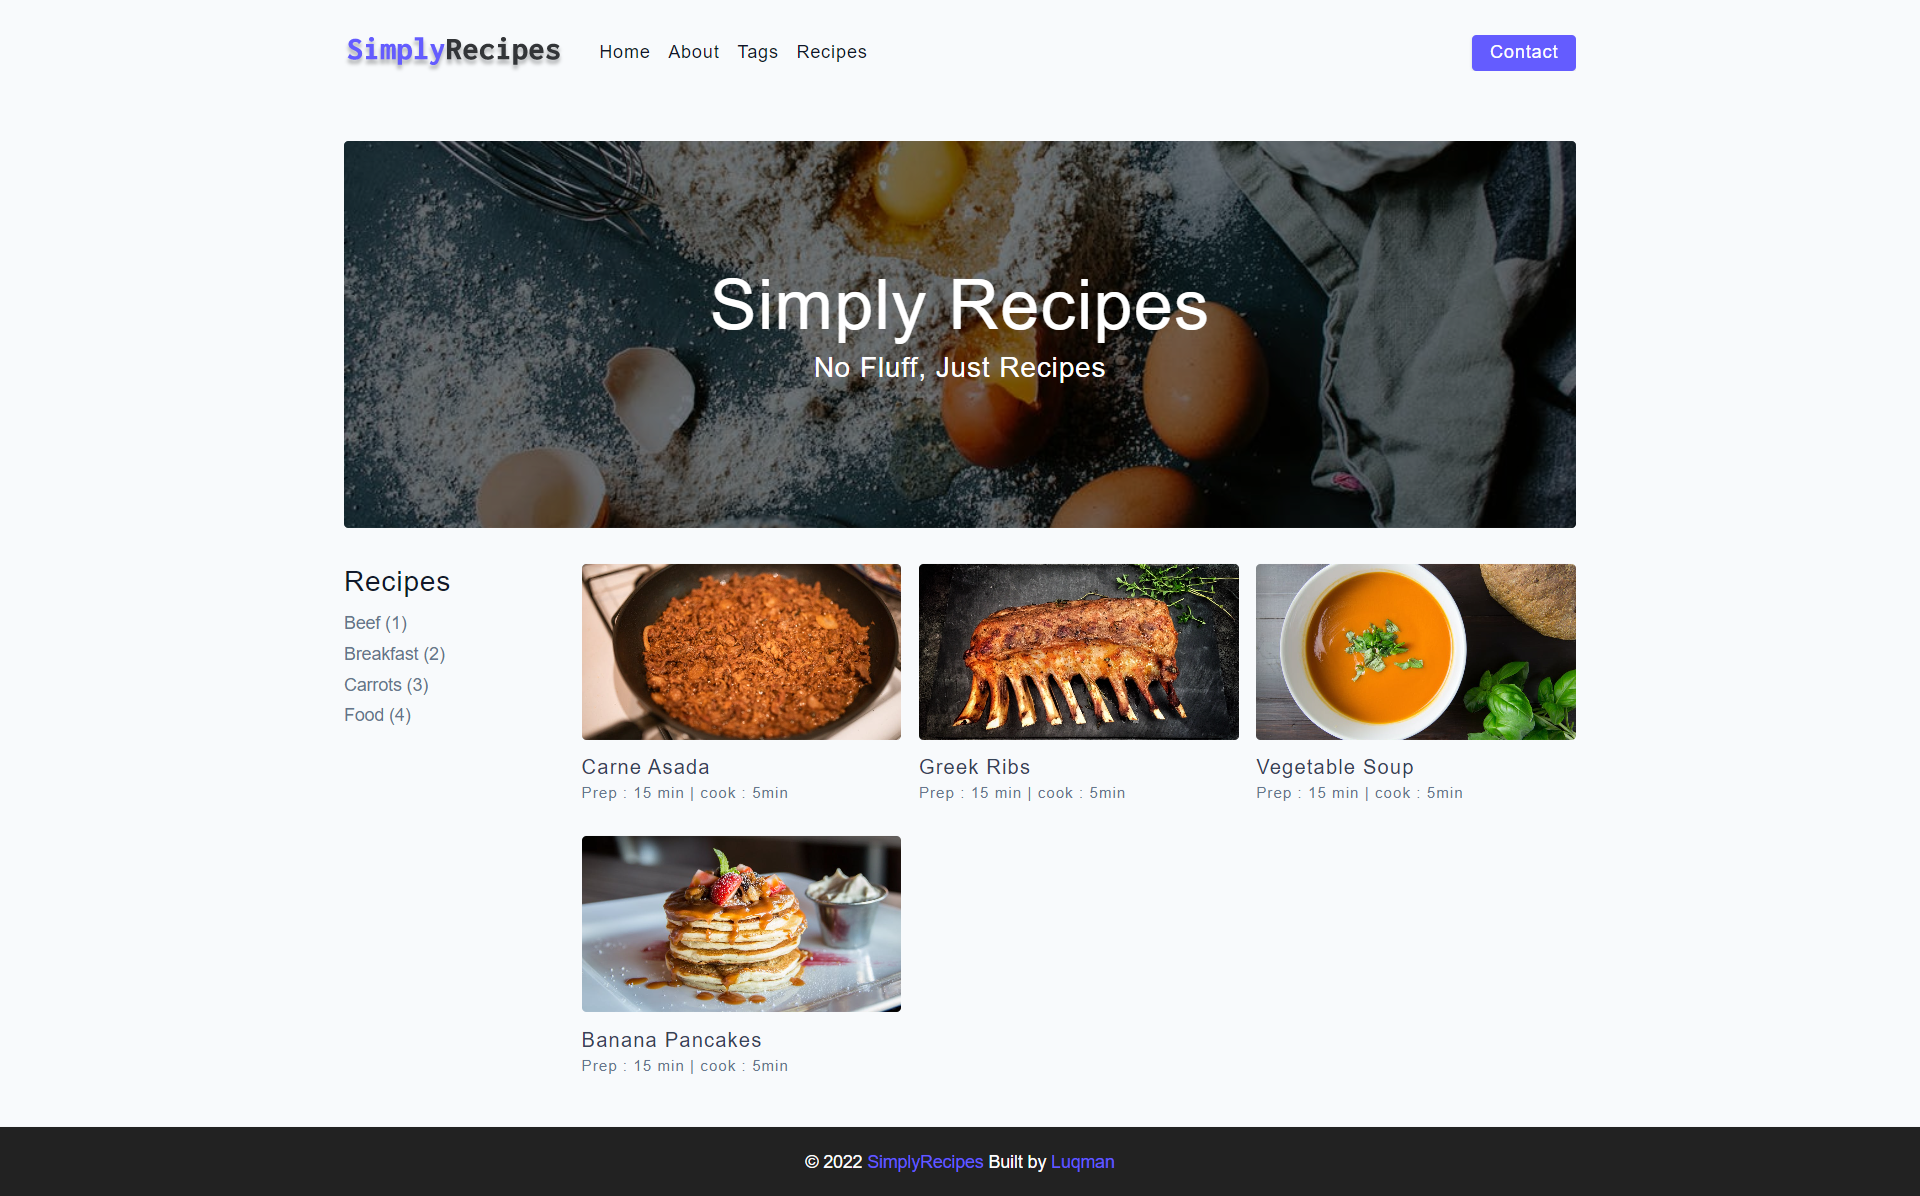 SimplyRecipes
Home About Tags Recipes
Contact
Simply Recipes
No Fluff, Just Recipes
Recipes
Beef (1)
Breakfast (2)
Carrots (3)
Food (4)
Carne Asada
Prep : 15 min | cook : 5min
Greek Ribs
Prep : 15 min | cook : 5min
Vegetable Soup
Prep : 15 min | cook : 5min
Banana Pancakes
Prep : 15 min | cook : 5min
© 2022 SimplyRecipes Built by Luqman